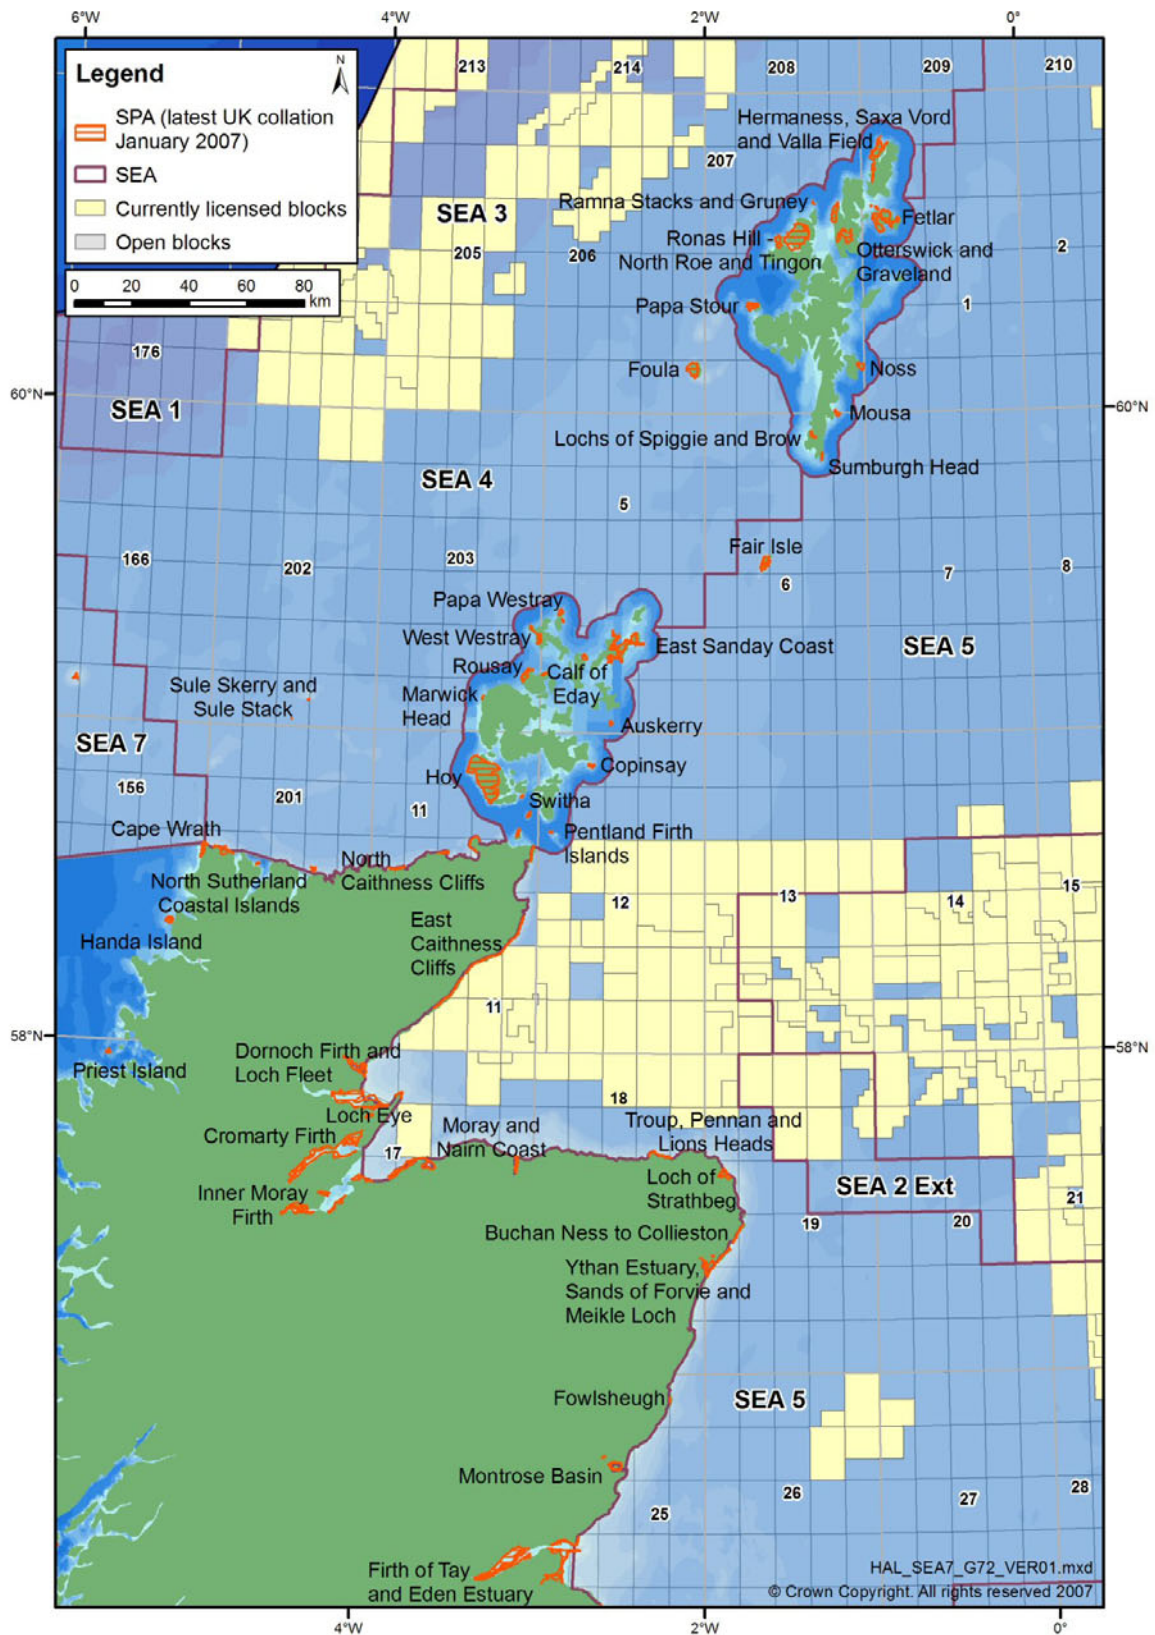 6°W
4°W
2°W
0°
Legend
N
SPA (latest UK collation
January 2007)
SEA
Currently licensed blocks
Open blocks
0 20 40 60 80
km
213
214
208
209
210
Hermaness, Saxa Vord
and Valla Field
207
Ramna Stacks and Gruney
SEA 3
Fetlar
Ronas Hill -
North Roe and Tingon
205
206
Otterswick and
Graveland
2
Papa Stour
1
176
Foula
Noss
60°N
60°N
SEA 1
Mousa
Lochs of Spiggie and Brow
Sumburgh Head
SEA 4
5
Fair Isle
166
202
203
6
7
8
Papa Westray
West Westray
East Sanday Coast
SEA 5
Rousay
Calf of
Eday
Sule Skerry and
Sule Stack
Marwick
Head
Auskerry
SEA 7
Hoy
Copinsay
156
201
11
Switha
Cape Wrath
Pentland Firth
Islands
North
Caithness Cliffs
North Sutherland
Coastal Islands
12
13
14
15
Handa Island
East
Caithness
Cliffs
11
58°N
58°N
Priest Island
Dornoch Firth and
Loch Fleet
Loch Eye
18
Cromarty Firth
17
Moray and
Nairn Coast
Troup, Pennan and
Lions Heads
Inner Moray
Firth
Loch of
Strathbeg
SEA 2 Ext
21
19
20
Buchan Ness to Collieston
Ythan Estuary,
Sands of Forvie and
Meikle Loch
Fowlsheugh
SEA 5
Montrose Basin
25
26
27
28
Firth of Tay
and Eden Estuary
HAL_SEA7_G72_VER01.mxd
© Crown Copyright. All rights reserved 2007
4°W
2°W
0°